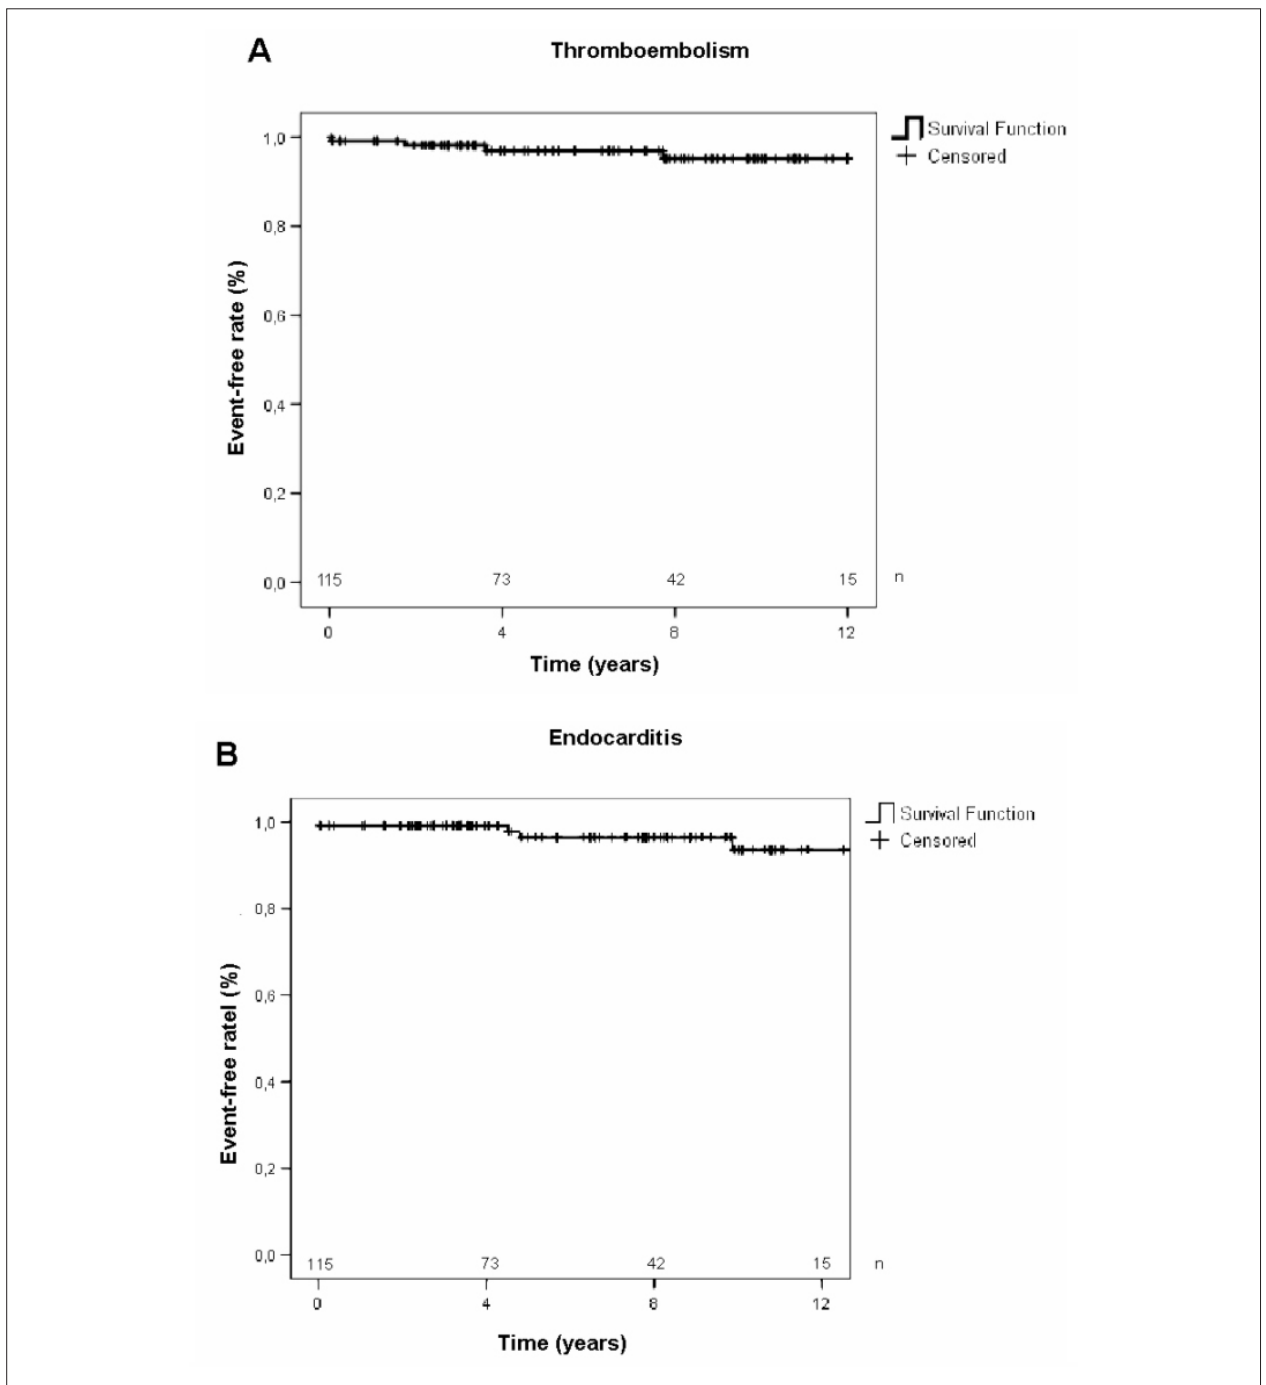 A
Thromboembolism
Survival Function
Censored
Event-free rate (%)
1,0
0,8
0,6
0,4
0,2
0,0
115 73 42 15 n
0 4 8 12
Time (years)
B
Endocarditis
Survival Function
Censored
Event-free ratel (%)
1,0
0,8
0,6
0,4
0,2
0,0
115 73 42 15 n
0 4 8 12
Time (years)